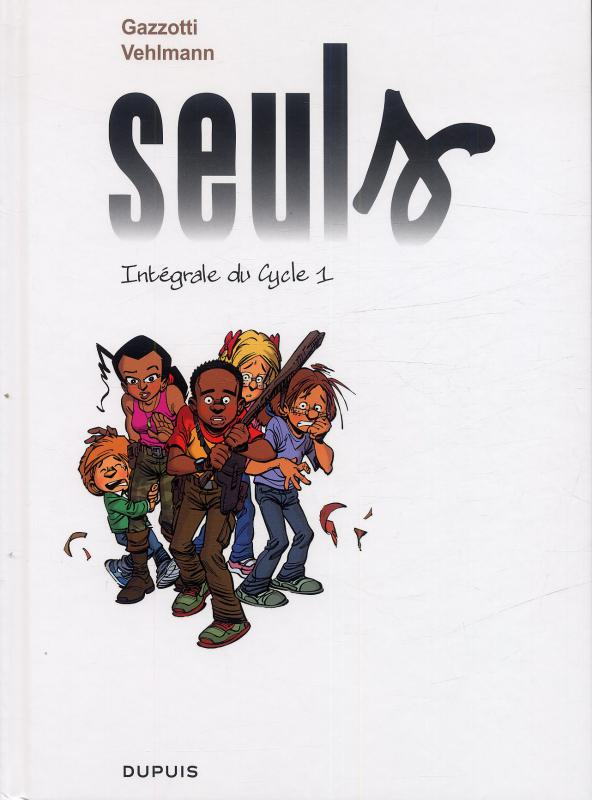 Gazzotti
Vehlmann
seuls
Intégrale du Cycle 1
DUPUIS